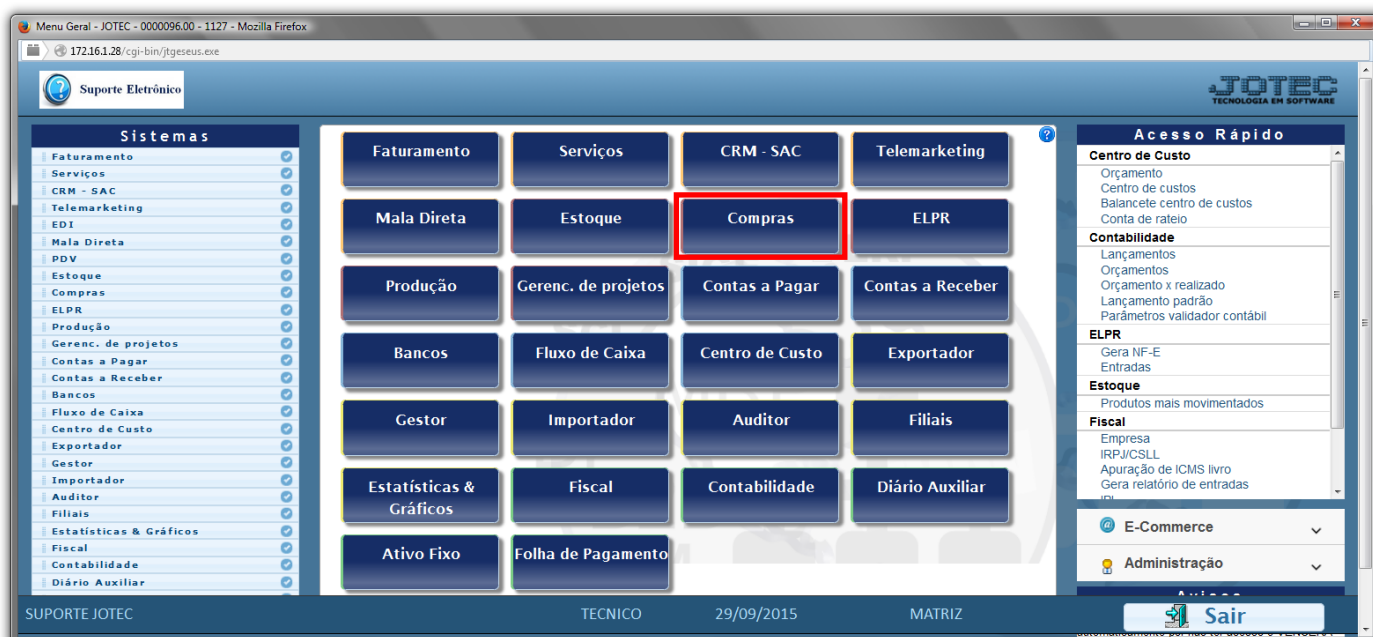 Menu Geral - JOTEC - 0000096.00 - 1127 - Mozilla Firefox
172.16.1.28/cgi-bin/jtgeseus.exe
Suporte Eletrônico
JOTEC
TECNOLOGIA EM SOFTWARE
Sistemas
Faturamento
Serviços
CRM - SAC
Telemarketing
EDI
Mala Direta
PDV
Estoque
Compras
ELPR
Produção
Gerenc. de projetos
Contas a Pagar
Contas a Receber
Bancos
Fluxo de Caixa
Centro de Custo
Exportador
Gestor
Importador
Auditor
Filiais
Estatísticas & Gráficos
Fiscal
Contabilidade
Diário Auxiliar
Faturamento
Serviços
CRM - SAC
Telemarketing
Mala Direta
Estoque
Compras
ELPR
Produção
Gerenc. de projetos
Contas a Pagar
Contas a Receber
Bancos
Fluxo de Caixa
Centro de Custo
Exportador
Gestor
Importador
Auditor
Filiais
Estatísticas &
Gráficos
Fiscal
Contabilidade
Diário Auxiliar
Ativo Fixo
Folha de Pagamento
Acesso Rápido
Centro de Custo
Orçamento
Centro de custos
Balancete centro de custos
Conta de rateio
Contabilidade
Lançamentos
Orçamentos
Orçamento x realizado
Lançamento padrão
Parâmetros validador contábil
ELPR
Gera NF-E
Entradas
Estoque
Produtos mais movimentados
Fiscal
Empresa
IRPJ/CSLL
Apuração de ICMS livro
Gera relatório de entradas
E-Commerce
Administração
SUPORTE JOTEC
TECNICO
29/09/2015
MATRIZ
Sair